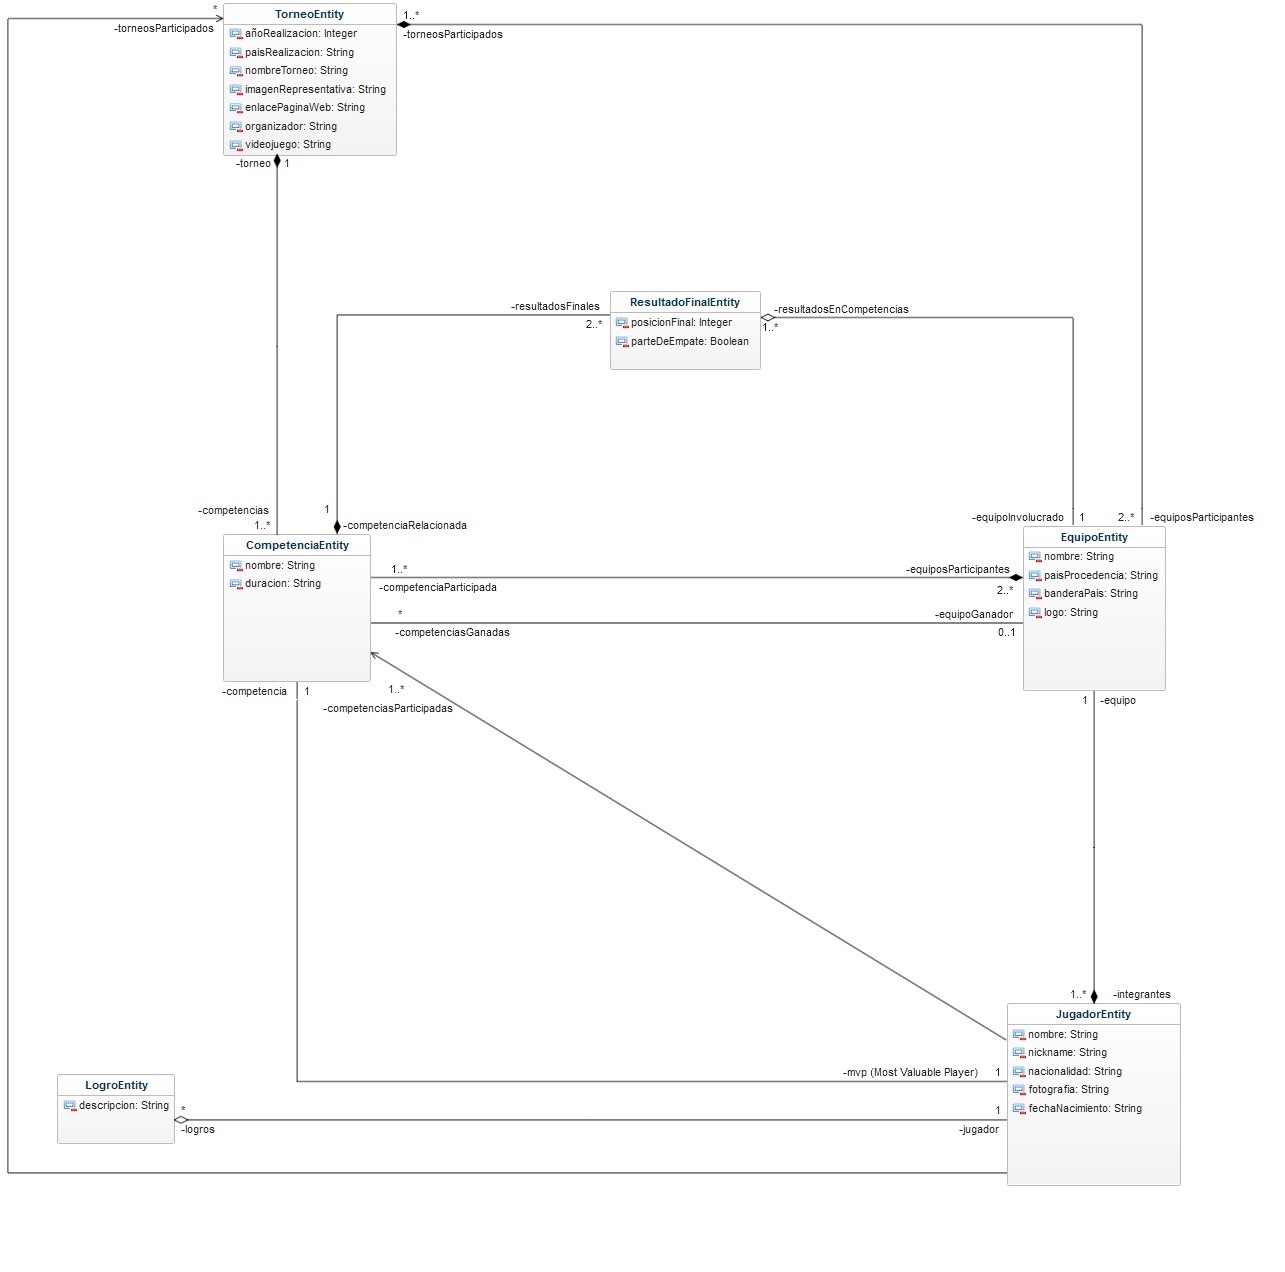 *
-torneosParticipados
TorneoEntity
añoRealizacion: Integer
paisRealizacion: String
nombreTorneo: String
imagenRepresentativa: String
enlacePaginaWeb: String
organizador: String
videojuego: String
1..*
-torneosParticipados
-torneo
1
-resultadosFinales
2..*
ResultadoFinalEntity
posicionFinal: Integer
parteDeEmpate: Boolean
-resultadosEnCompetencias
1..*
-competencias
1..*
1
-competenciaRelacionada
-equipoInvolucrado
1
2..*
-equiposParticipantes
CompetenciaEntity
nombre: String
duracion: String
1..*
-competenciaParticipada
-equiposParticipantes
2..*
*
-competenciasGanadas
-equipoGanador
0..1
EquipoEntity
nombre: String
paisProcedencia: String
banderaPais: String
logo: String
-competencia
1
1..*
-competenciasParticipadas
1
-equipo
1..*
-integrantes
JugadorEntity
nombre: String
nickname: String
nacionalidad: String
fotografia: String
fechaNacimiento: String
-mvp (Most Valuable Player)
1
LogroEntity
descripcion: String
*
-logros
1
-jugador